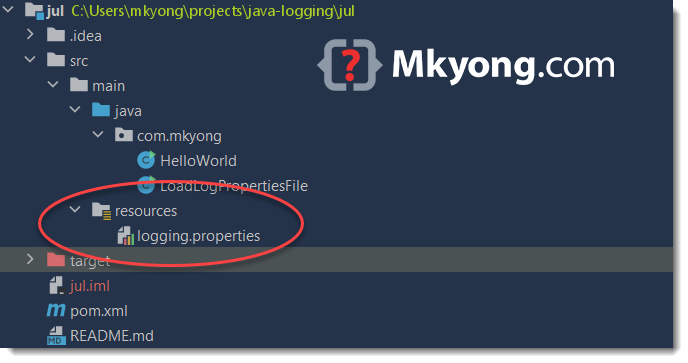 jul C:\Users\mkyong\projects\java-logging\jul
.idea
src
? Mkyong.com
main
java
com.mkyong
HelloWorld
LoadLogPropertiesFile
resources
logging.properties
target
jul.iml
pom.xml
README.md